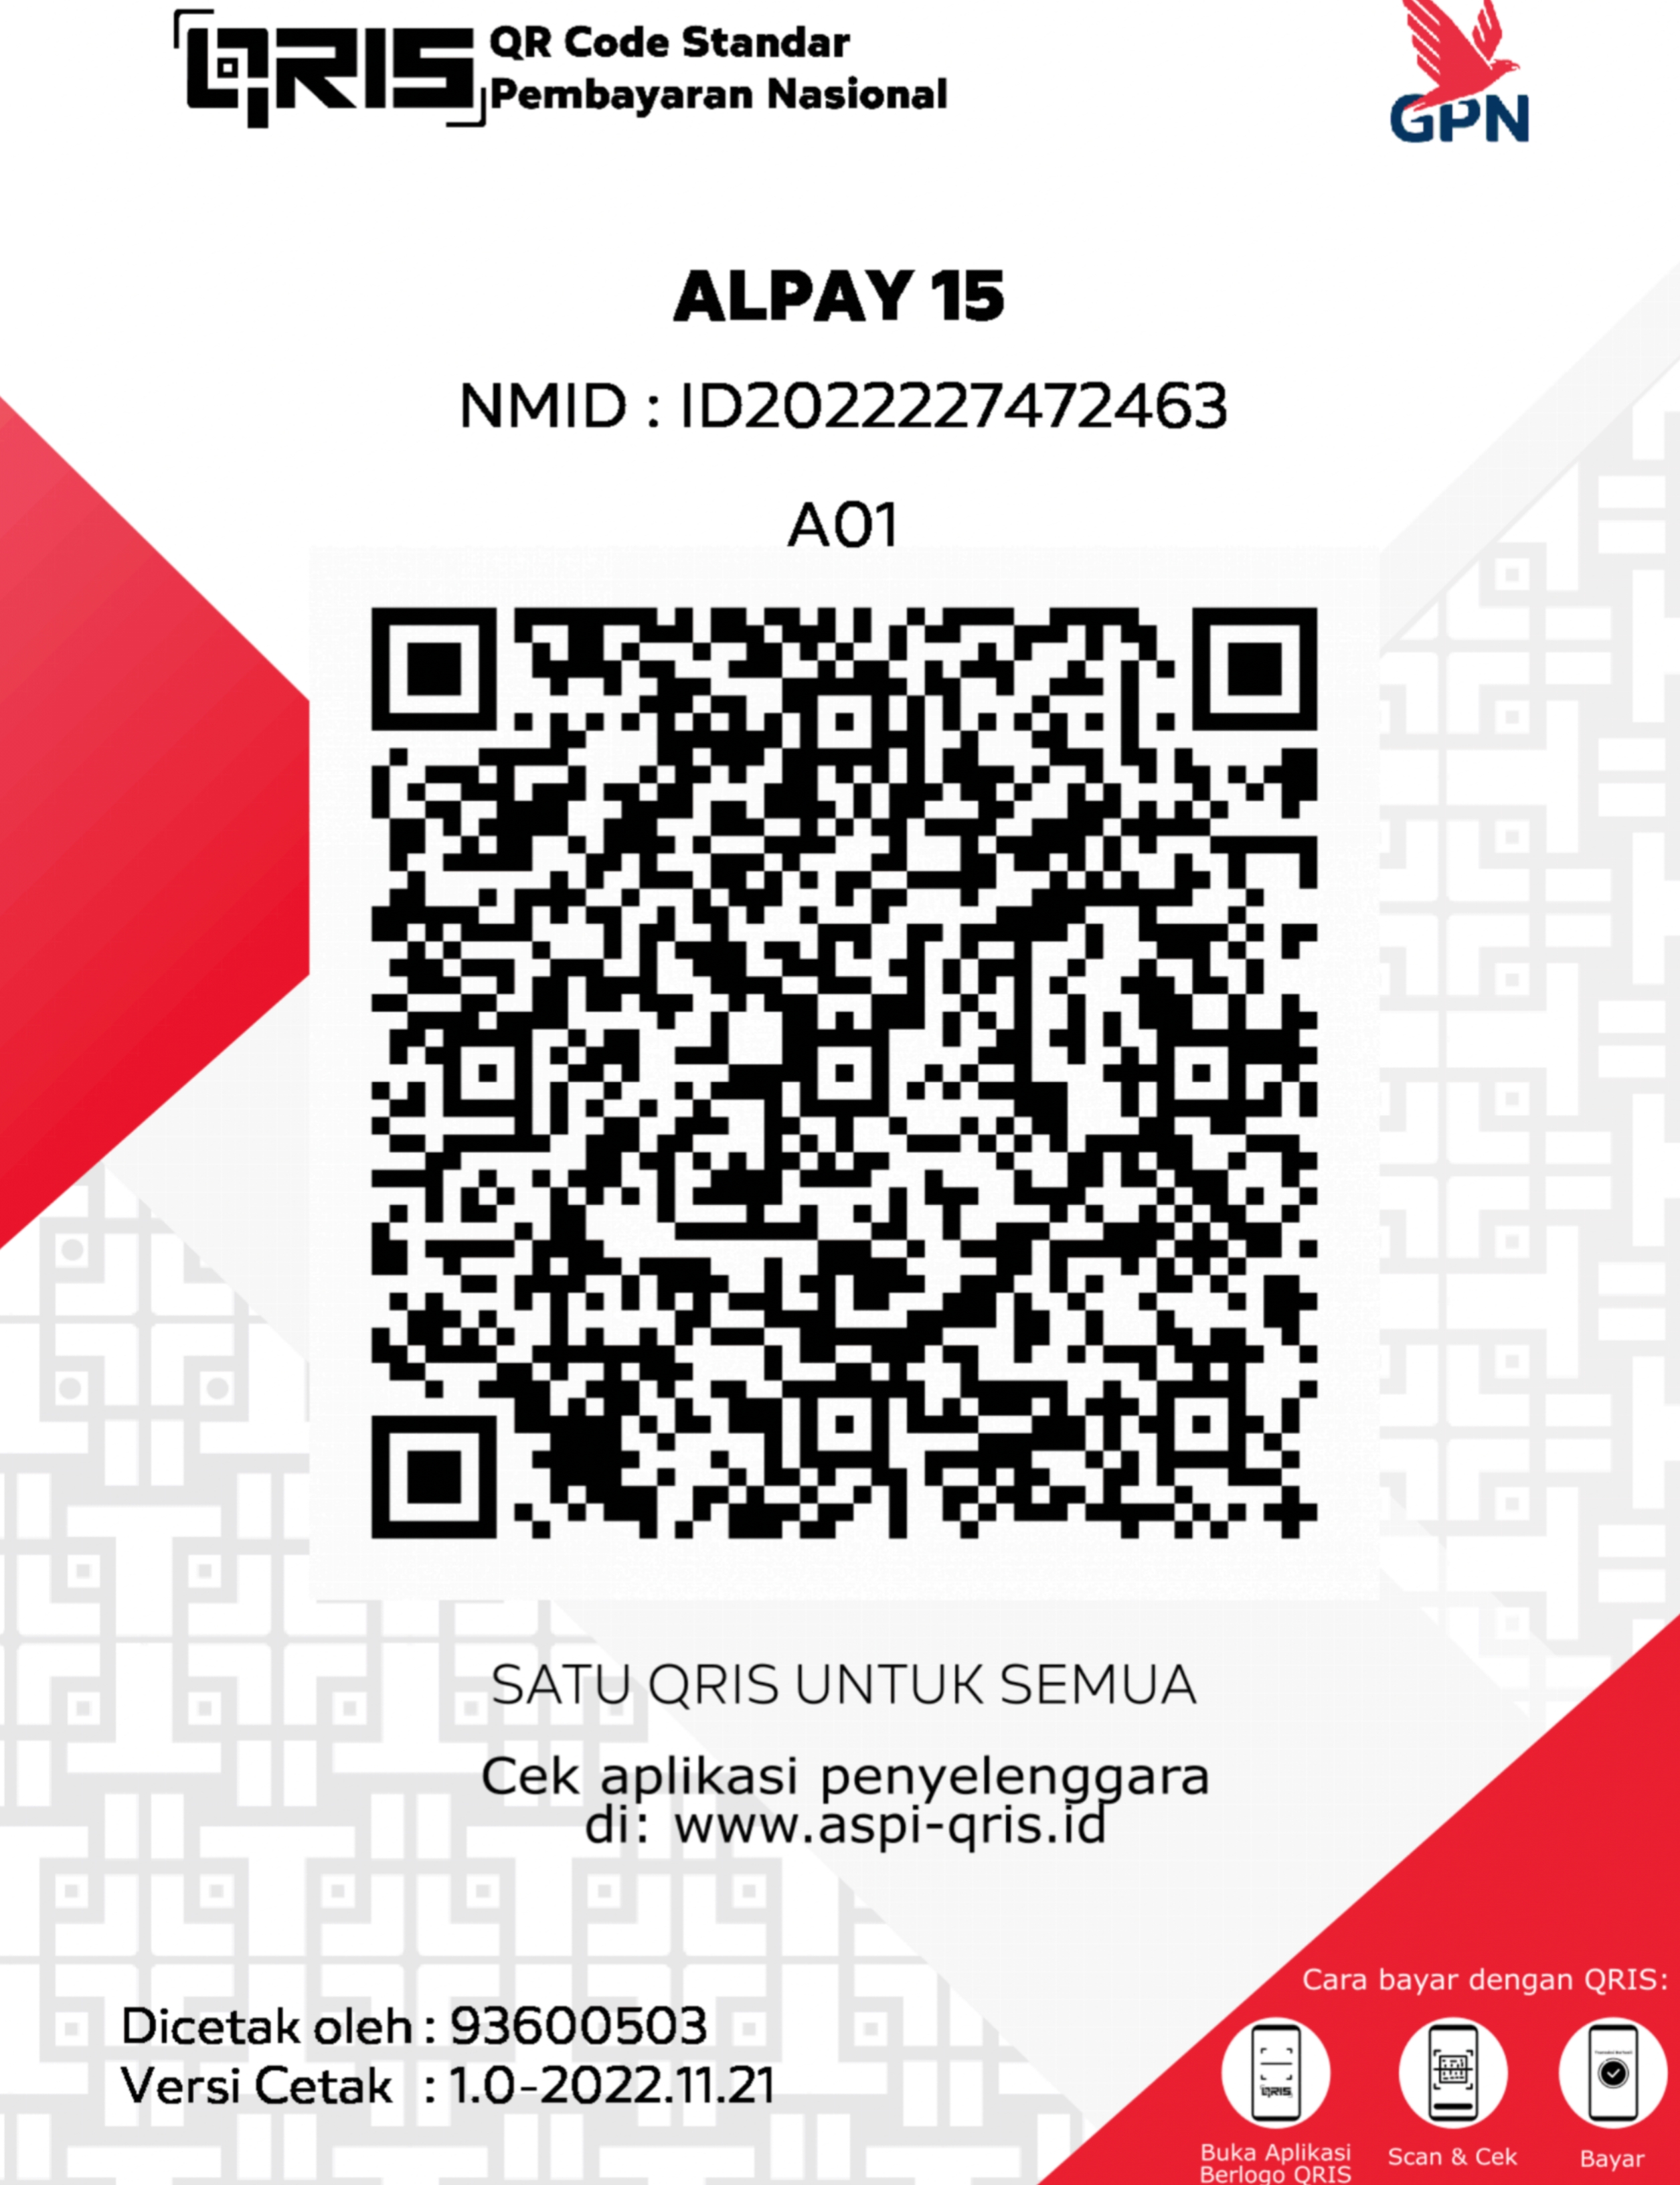 QRIS QR Code Standar
Pembayaran Nasional
GPN
ALPAY 15
NMID : ID2022227472463
A01
SATU QRIS UNTUK SEMUA
Cek aplikasi penyelenggara
di: www.aspi-qris.id
Dicetak oleh : 93600503
Versi Cetak : 1.0-2022.11.21
Cara bayar dengan QRIS:
QRIS
Buka Aplikasi
Berlogo QRIS
Scan & Cek
Bayar